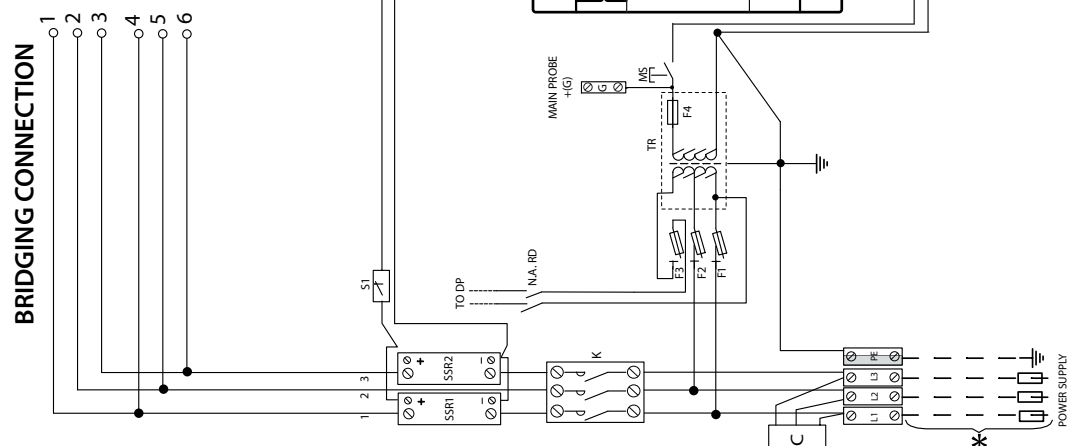 BRIDGING CONNECTION
1
2
3
4
5
6
MAIN PROBE
+(G)
G
MS
F4
TR
S1
TO DP
N.A. RD
F3
F2
F1
3
2
1
+
SSR2
−
+
SSR1
−
K
PE
L3
L2
L1
C
*
POWER SUPPLY